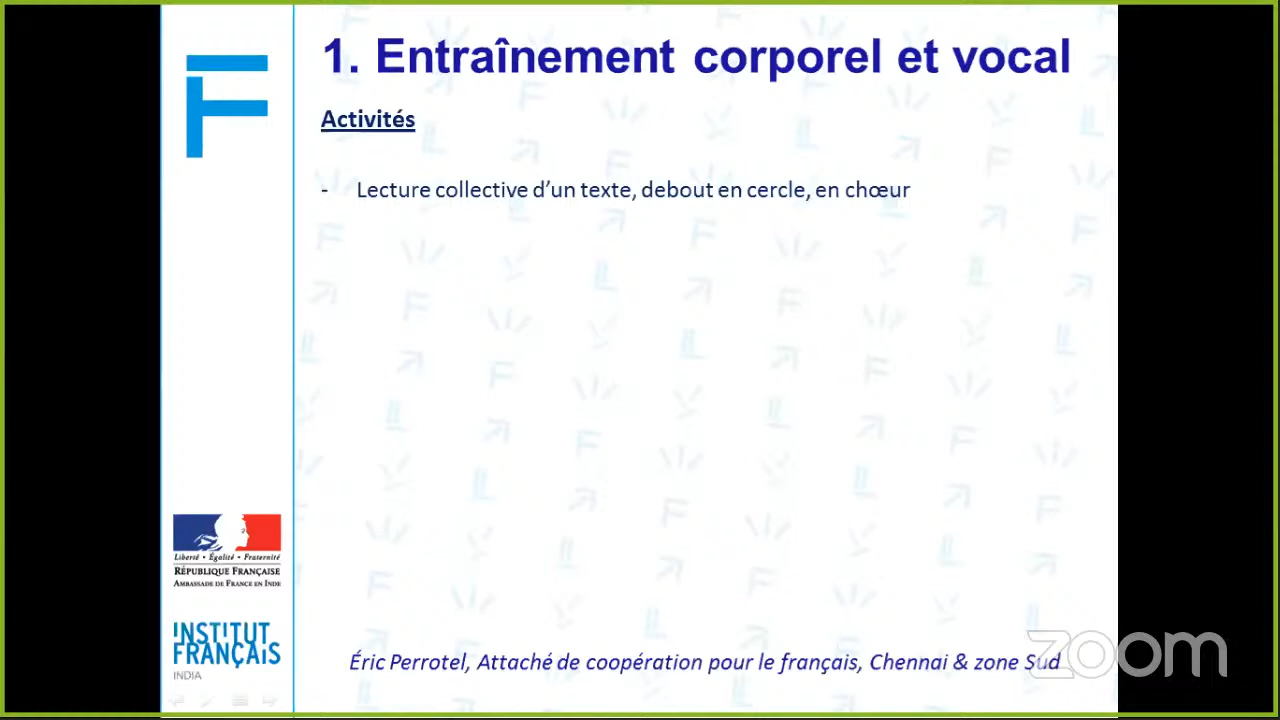 1. Entraînement corporel et vocal
Activités
- Lecture collective d’un texte, debout en cercle, en chœur
Liberté • Égalité • Fraternité
RÉPUBLIQUE FRANÇAISE
AMBASSADE DE FRANCE EN INDE
INSTITUT
FRANÇAIS
INDIA
Éric Perrotel, Attaché de coopération pour le français, Chennai & zone Sud
zoom